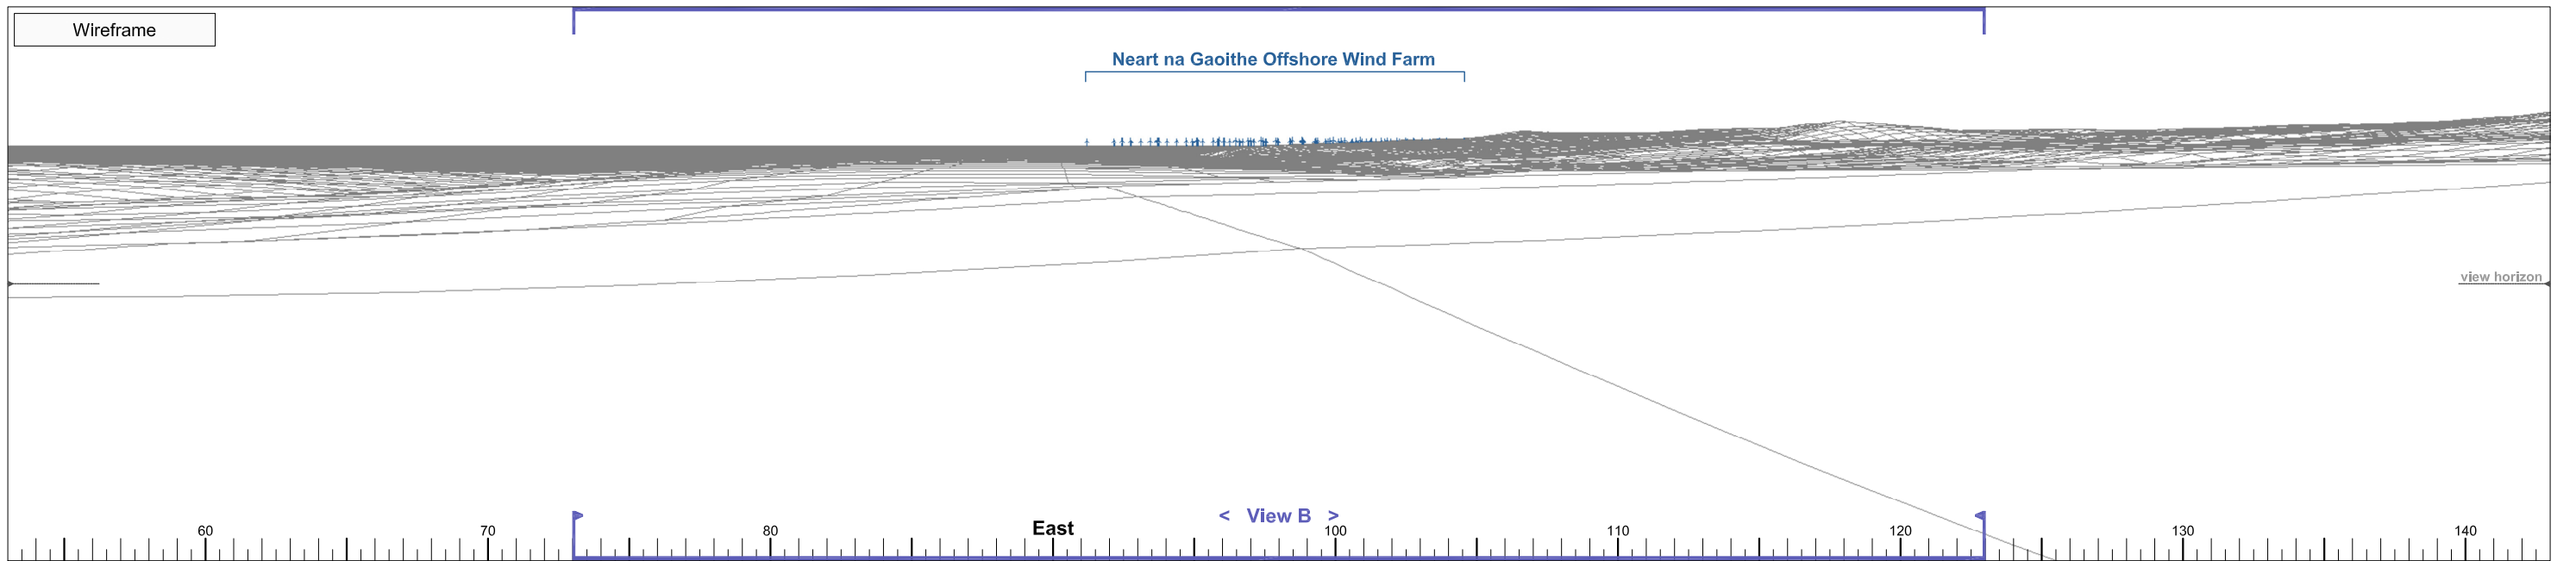 Wireframe
Neart na Gaoithe Offshore Wind Farm
view horizon
< View B >
60 70 80 East 100 110 120 130 140